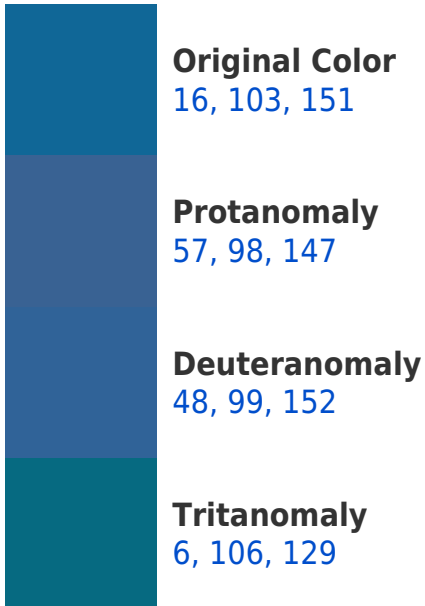 Original Color
16, 103, 151
Protanomaly
57, 98, 147
Deuteranomaly
48, 99, 152
Tritanomaly
6, 106, 129